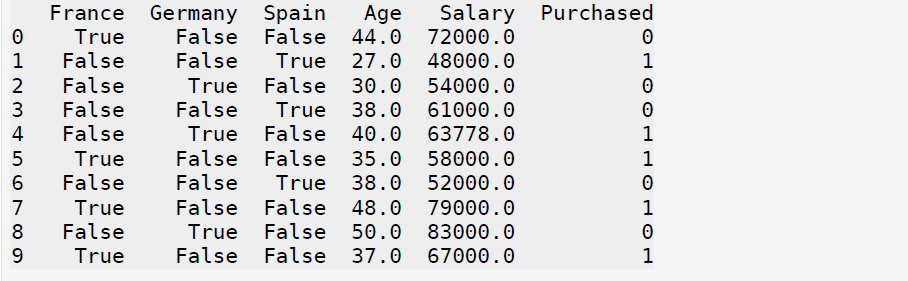 France  Germany  Spain   Age   Salary  Purchased
0    True    False  False  44.0  72000.0          0
1   False    False   True  27.0  48000.0          1
2   False     True  False  30.0  54000.0          0
3   False    False   True  38.0  61000.0          0
4   False     True  False  40.0  63778.0          1
5    True    False  False  35.0  58000.0          1
6   False    False   True  38.0  52000.0          0
7    True    False  False  48.0  79000.0          1
8   False     True  False  50.0  83000.0          0
9    True    False  False  37.0  67000.0          1